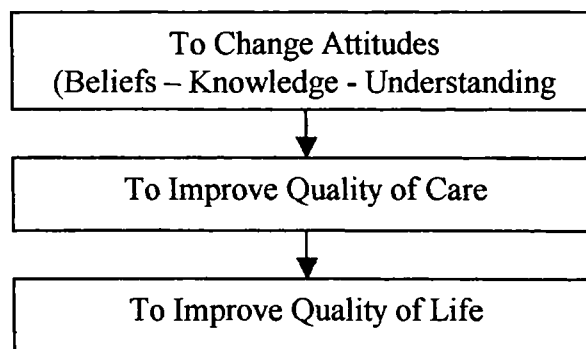 To Change Attitudes
(Beliefs – Knowledge - Understanding
To Improve Quality of Care
To Improve Quality of Life